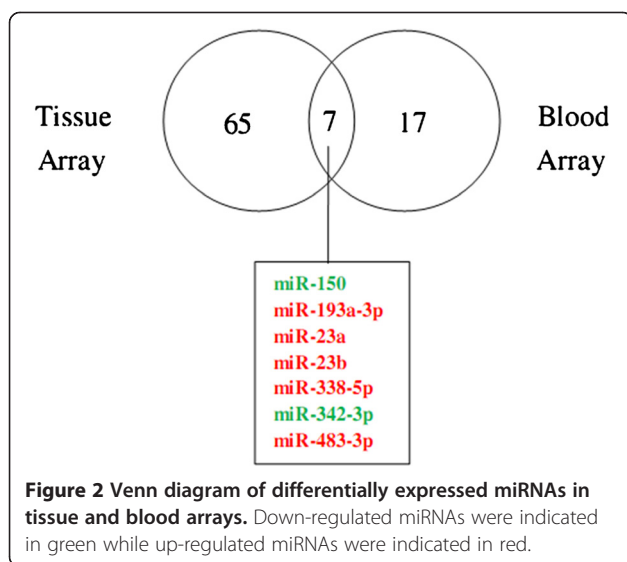 Tissue Array
65
7
17
Blood Array
miR-150
miR-193a-3p
miR-23a
miR-23b
miR-338-5p
miR-342-3p
miR-483-3p
Figure 2 Venn diagram of differentially expressed miRNAs in
tissue and blood arrays. Down-regulated miRNAs were indicated
in green while up-regulated miRNAs were indicated in red.